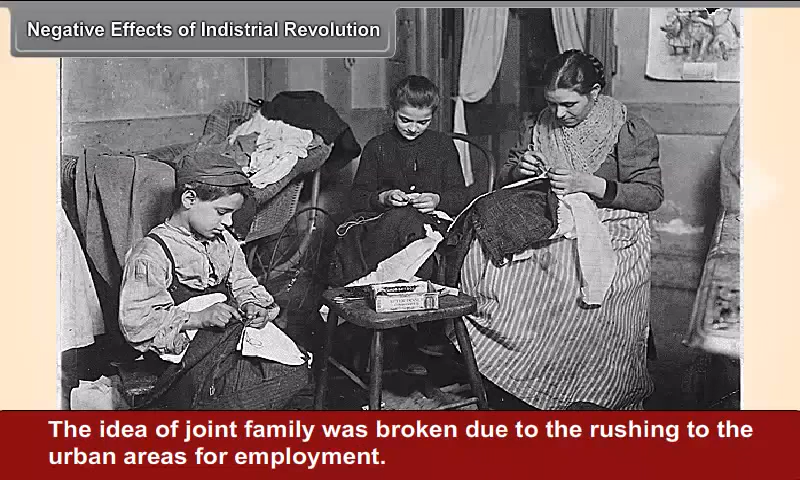 Negative Effects of Indistrial Revolution
The idea of joint family was broken due to the rushing to the
urban areas for employment.